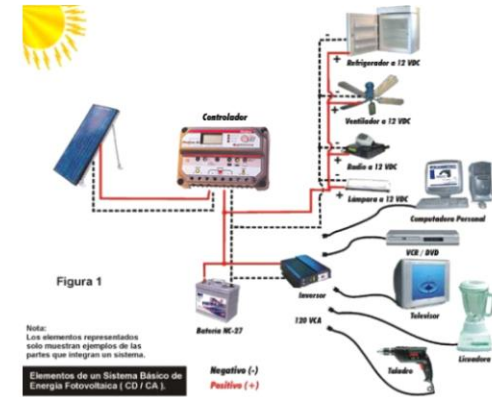 Refrigerador a 12 VDC
Controlador
Ventilador a 12 VDC
Radio a 12 VDC
Lámpara a 12 VDC
Computadora Personal
VCR / DVD
Figura 1
Inversor
Televisor
Batería NC-27
120 VCA
Licuadora
Nota:
Los elementos representados
solo muestran ejemplos de las
partes que integran un sistema.
Taladro
Elementos de un Sistema Básico de
Energía Fotovoltaica ( CD / CA ).
Negativo (-)
Positivo (+)